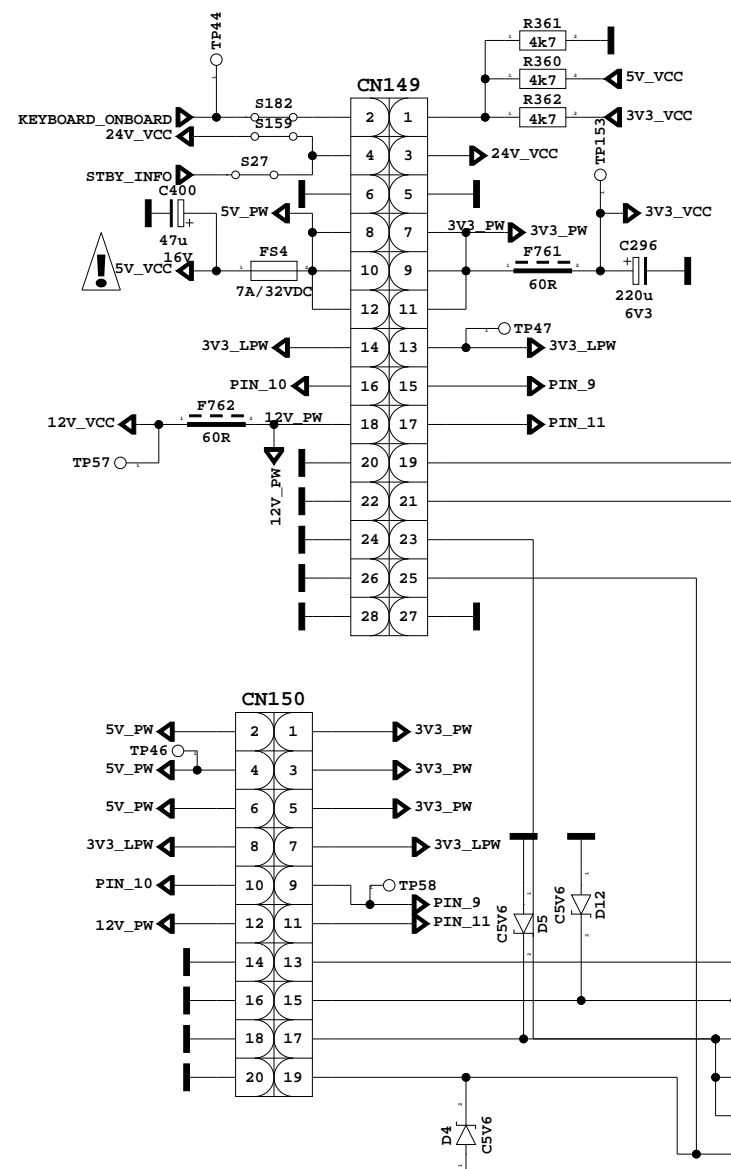 TP44
R361
4k7
CN149
R360
4k7
5V_VCC
R362
4k7
3V3_VCC
KEYBOARD_ONBOARD
S182
2
1
TP153
24V_VCC
S159
4
3
24V_VCC
STBY_INFO
S27
6
5
C400
47u
16V
5V_PW
8
7
3V3_PW
3V3_PW
3V3_VCC
5V_VCC
FS4
7A/32VDC
10
9
F761
60R
C296
220u
6V3
12
11
TP47
3V3_LPW
14
13
3V3_LPW
PIN_10
16
15
PIN_9
12V_VCC
F762
60R
12V_PW
18
17
PIN_11
TP57
12V_PW
20
19
22
21
24
23
26
25
28
27
CN150
5V_PW
2
1
3V3_PW
TP46
5V_PW
4
3
3V3_PW
5V_PW
6
5
3V3_PW
3V3_LPW
8
7
3V3_LPW
PIN_10
10
9
TP58
PIN_9
12V_PW
12
11
PIN_11
C5V6
D5
C5V6
D12
14
13
16
15
18
17
20
19
D4
C5V6